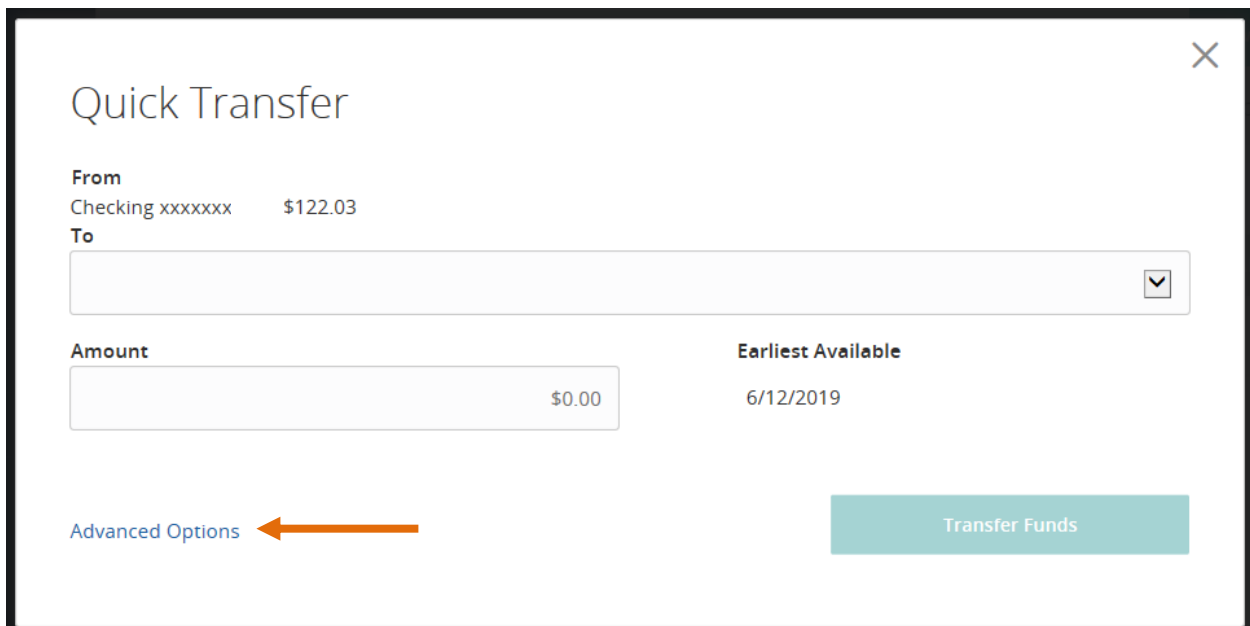 Quick Transfer
From
Checking xxxxxxx $122.03
To
Amount
Earliest Available
$0.00
6/12/2019
Advanced Options
Transfer Funds